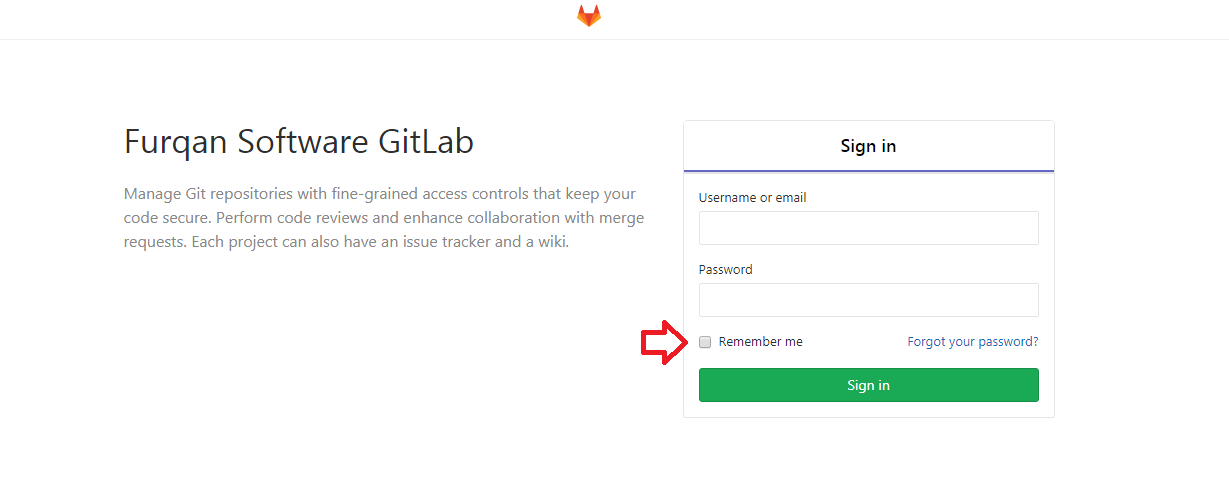 Furqan Software GitLab
Manage Git repositories with fine-grained access controls that keep your
code secure. Perform code reviews and enhance collaboration with merge
requests. Each project can also have an issue tracker and a wiki.
Sign in
Username or email
Password
Remember me
Forgot your password?
Sign in